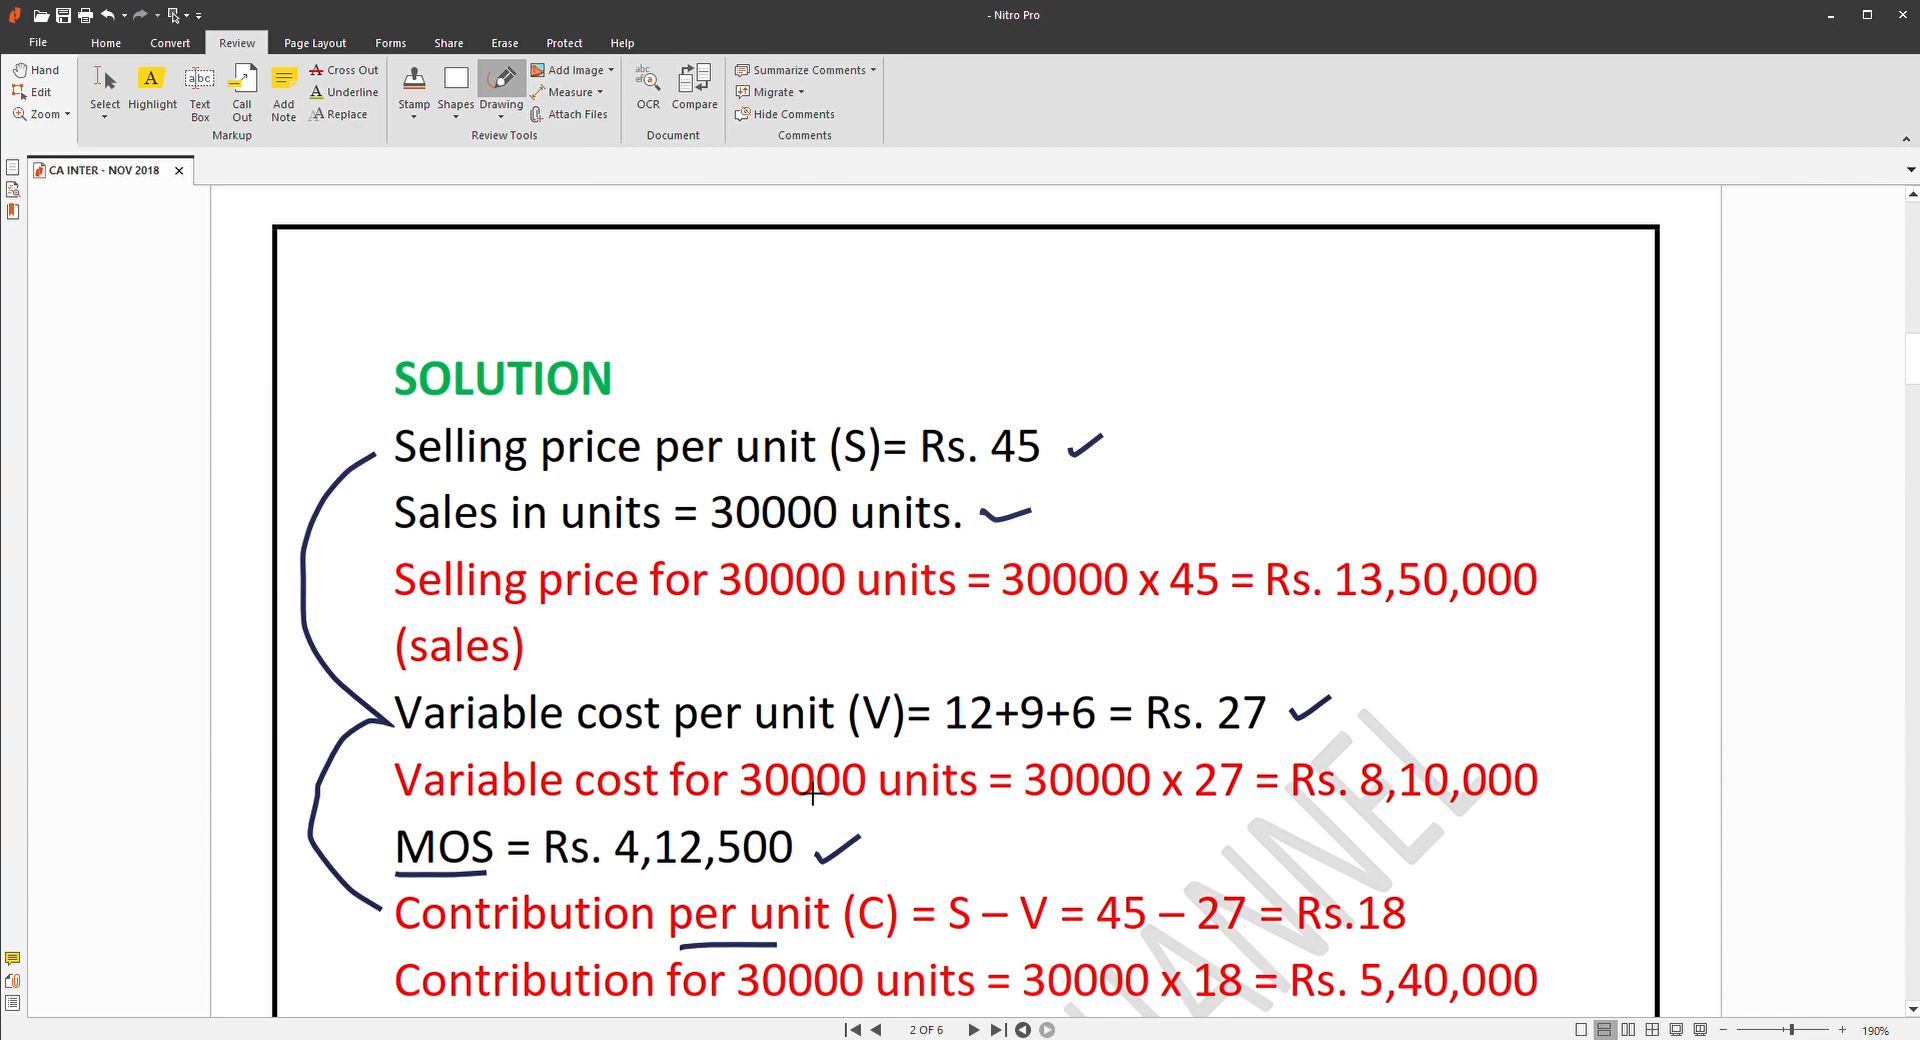 - Nitro Pro
File
Home
Convert
Review
Page Layout
Forms
Share
Erase
Protect
Help
Hand
Edit
Zoom
Select
Highlight
Text Box
Call Out
Add Note
Cross Out
Underline
Replace
Markup
Stamp
Shapes
Drawing
Add Image
Measure
Attach Files
Review Tools
OCR
Compare
Document
Summarize Comments
Migrate
Hide Comments
Comments
CA INTER - NOV 2018
SOLUTION
Selling price per unit (S)= Rs. 45
Sales in units = 30000 units.
Selling price for 30000 units = 30000 x 45 = Rs. 13,50,000
(sales)
Variable cost per unit (V)= 12+9+6 = Rs. 27
Variable cost for 30000 units = 30000 x 27 = Rs. 8,10,000
MOS = Rs. 4,12,500
Contribution per unit (C) = S – V = 45 – 27 = Rs.18
Contribution for 30000 units = 30000 x 18 = Rs. 5,40,000
2 OF 6
190%